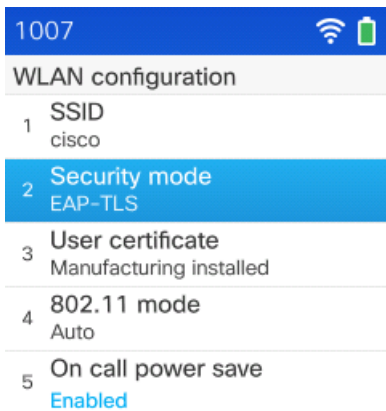 1007
WLAN configuration
1 SSID
cisco
2 Security mode
EAP-TLS
3 User certificate
Manufacturing installed
4 802.11 mode
Auto
5 On call power save
Enabled